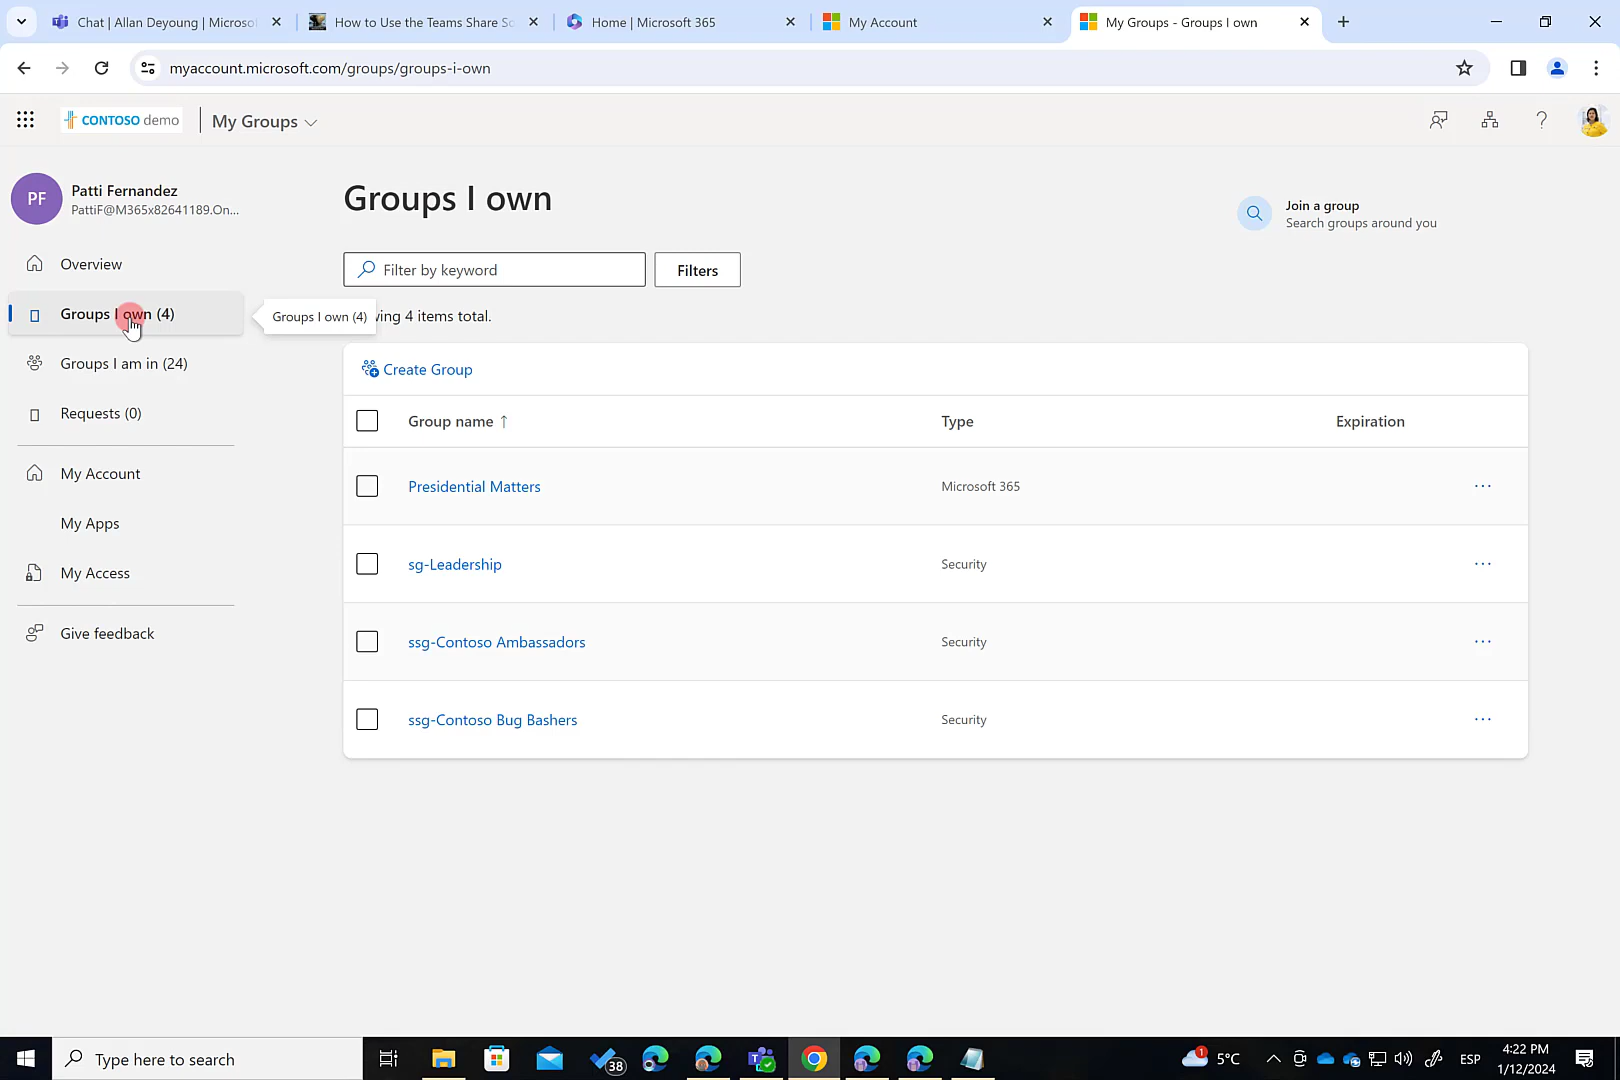 Chat | Allan Deyoung | Microso
How to Use the Teams Share Sc
Home | Microsoft 365
My Account
My Groups - Groups I own
myaccount.microsoft.com/groups/groups-i-own
CONTOSO demo
My Groups
PF
Patti Fernandez
PattiF@M365x82641189.On...
Overview
Groups I own (4)
Groups I am in (24)
Requests (0)
My Account
My Apps
My Access
Give feedback
Groups I own
Join a group
Search groups around you
Filter by keyword
Filters
Groups I own (4)
ving 4 items total.
Create Group
Group name ↑
Type
Expiration
Presidential Matters
Microsoft 365
...
sg-Leadership
Security
...
ssg-Contoso Ambassadors
Security
...
ssg-Contoso Bug Bashers
Security
...
Type here to search
38
1
5°C
ESP
4:22 PM
1/12/2024